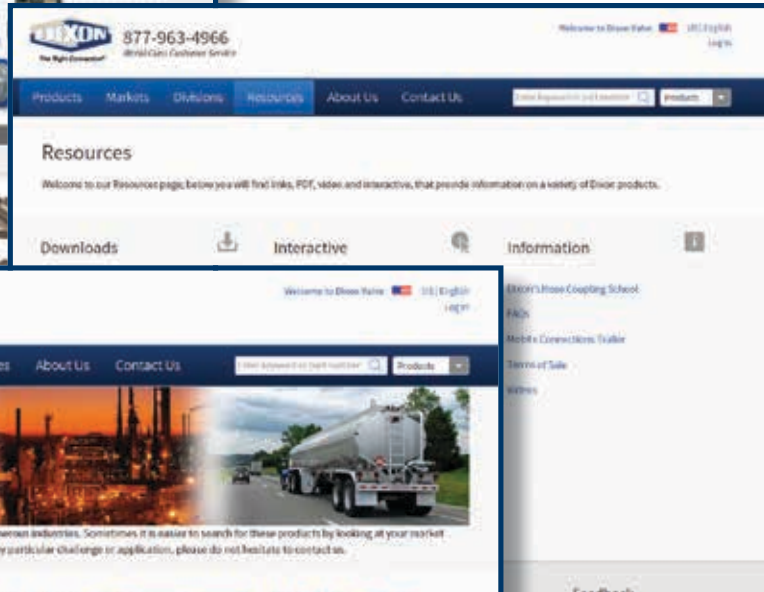 DIXON
The Right Connection®
877-963-4966
World Class Customer Service
Welcome to Dixon Valve US | English
Log In
Products Markets Divisions Resources About Us Contact Us Products
Resources
Welcome to our Resources page, below you will find links, PDF, video and interactive, that provide information on a variety of Dixon products.
Downloads Interactive Information
Dixon's Hose Coupling School
FAQs
Mobile Connections Trailer
Terms of Sale
Videos
Welcome to Dixon Valve US | English
Log In
About Us Contact Us Products
industries. Sometimes it is easier to search for these products by looking at your market
particular challenge or application, please do not hesitate to contact us.
Feedback